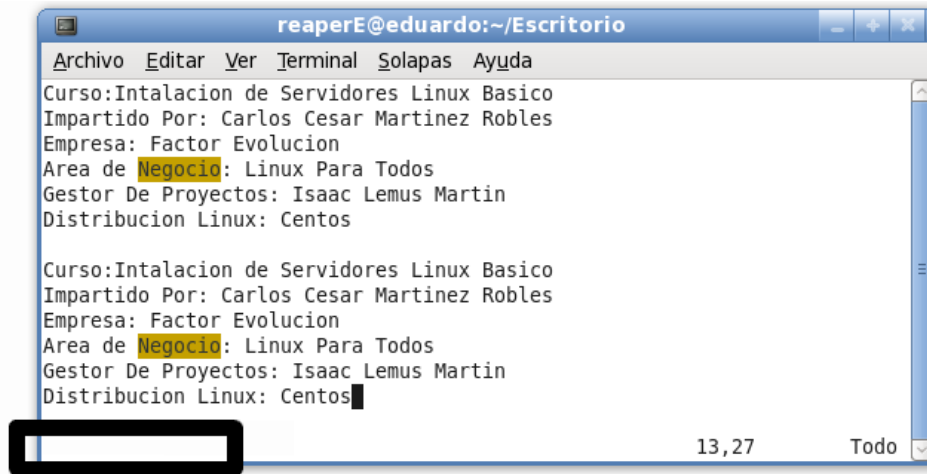 reaperE@eduardo:~/Escritorio
Archivo Editar Ver Terminal Solapas Ayuda
Curso:Intalacion de Servidores Linux Basico
Impartido Por: Carlos Cesar Martinez Robles
Empresa: Factor Evolucion
Area de Negocio: Linux Para Todos
Gestor De Proyectos: Isaac Lemus Martin
Distribucion Linux: Centos
Curso:Intalacion de Servidores Linux Basico
Impartido Por: Carlos Cesar Martinez Robles
Empresa: Factor Evolucion
Area de Negocio: Linux Para Todos
Gestor De Proyectos: Isaac Lemus Martin
Distribucion Linux: Centos
13,27 Todo